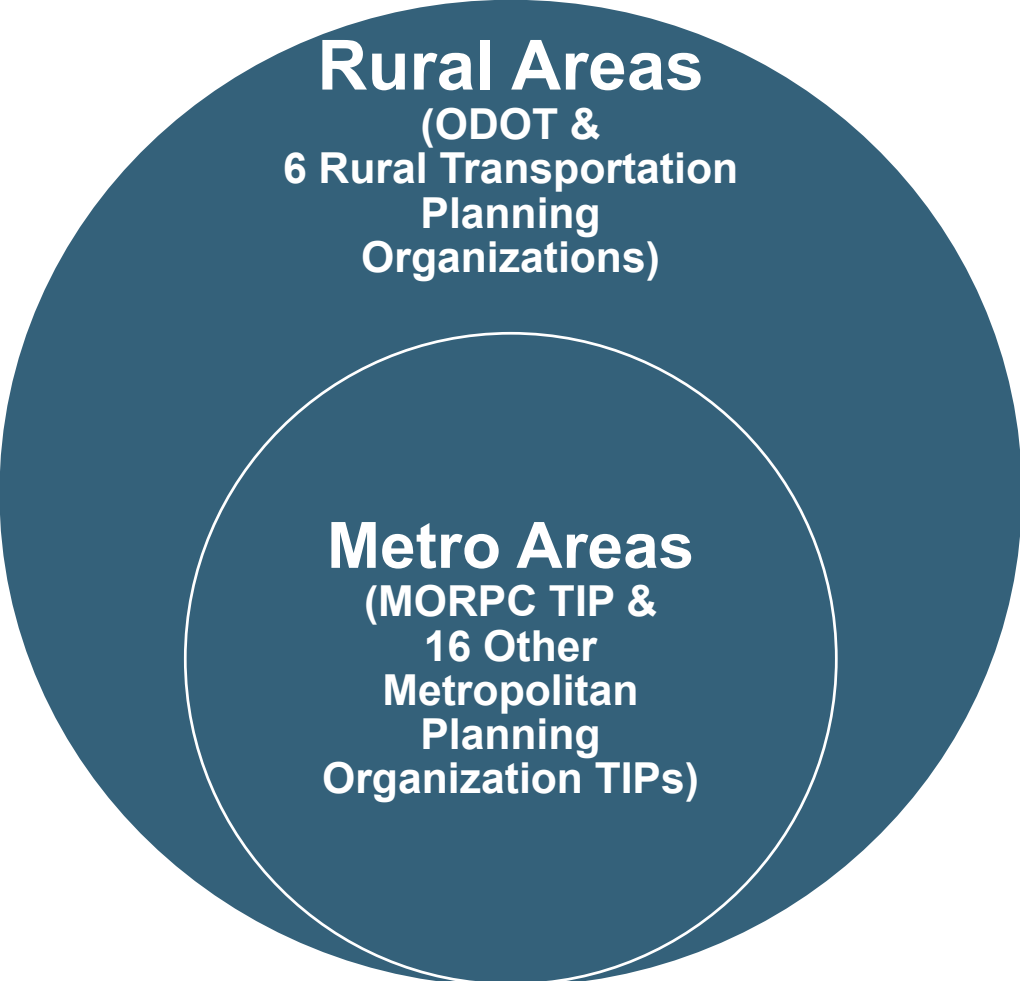 Rural Areas
(ODOT &
6 Rural Transportation
Planning
Organizations)
Metro Areas
(MORPC TIP &
16 Other
Metropolitan
Planning
Organization TIPs)